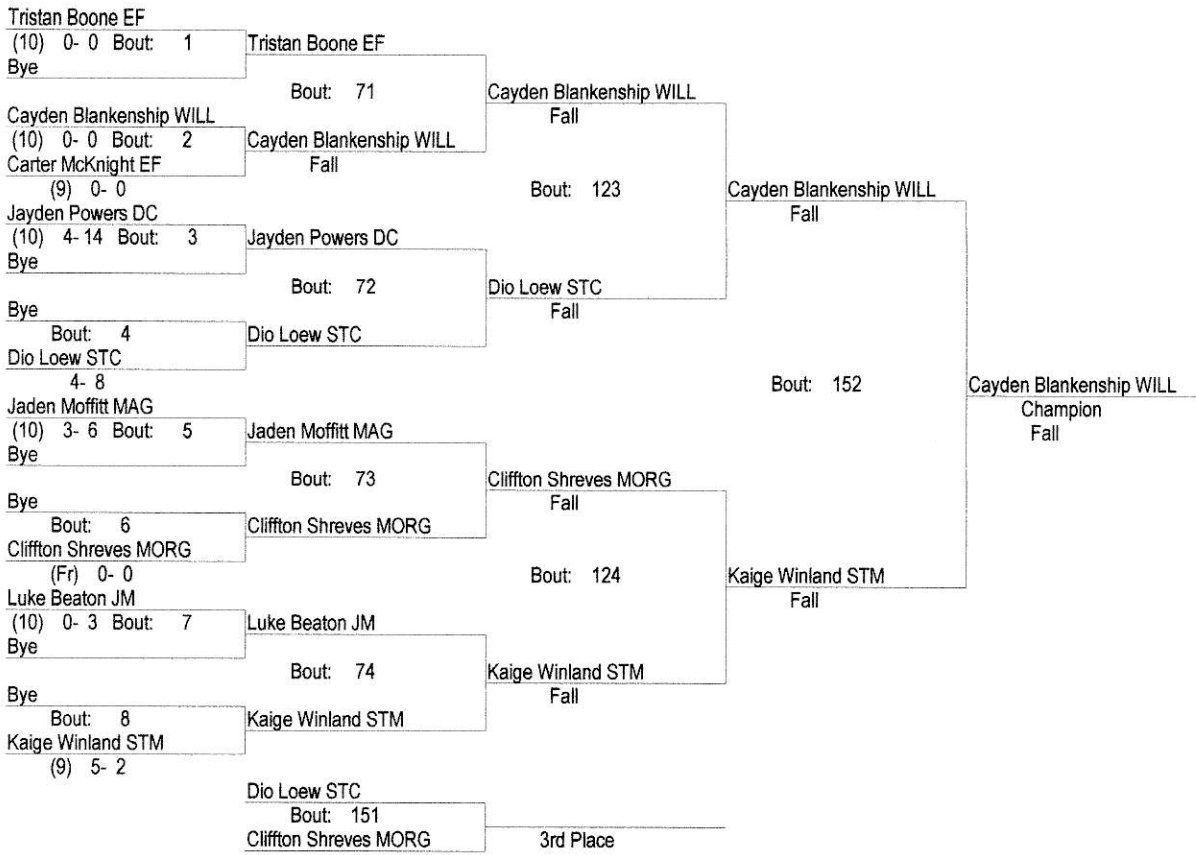 Tristan Boone EF
(10) 0- 0 Bout: 1
Bye
Tristan Boone EF
Bout: 71
Cayden Blankenship WILL
(10) 0- 0 Bout: 2
Carter McKnight EF
(9) 0- 0
Cayden Blankenship WILL
Fall
Cayden Blankenship WILL
Fall
Bout: 123
Jayden Powers DC
(10) 4- 14 Bout: 3
Bye
Jayden Powers DC
Bout: 72
Bye
Bout: 4
Dio Loew STC
4- 8
Dio Loew STC
Dio Loew STC
Fall
Cayden Blankenship WILL
Fall
Bout: 152
Jaden Moffitt MAG
(10) 3- 6 Bout: 5
Bye
Jaden Moffitt MAG
Bout: 73
Bye
Bout: 6
Cliffton Shreves MORG
(Fr) 0- 0
Cliffton Shreves MORG
Cliffton Shreves MORG
Fall
Bout: 124
Luke Beaton JM
(10) 0- 3 Bout: 7
Bye
Luke Beaton JM
Bout: 74
Bye
Bout: 8
Kaige Winland STM
(9) 5- 2
Kaige Winland STM
Kaige Winland STM
Fall
Kaige Winland STM
Fall
Cayden Blankenship WILL
Champion
Fall
Dio Loew STC
Bout: 151
Cliffton Shreves MORG
3rd Place